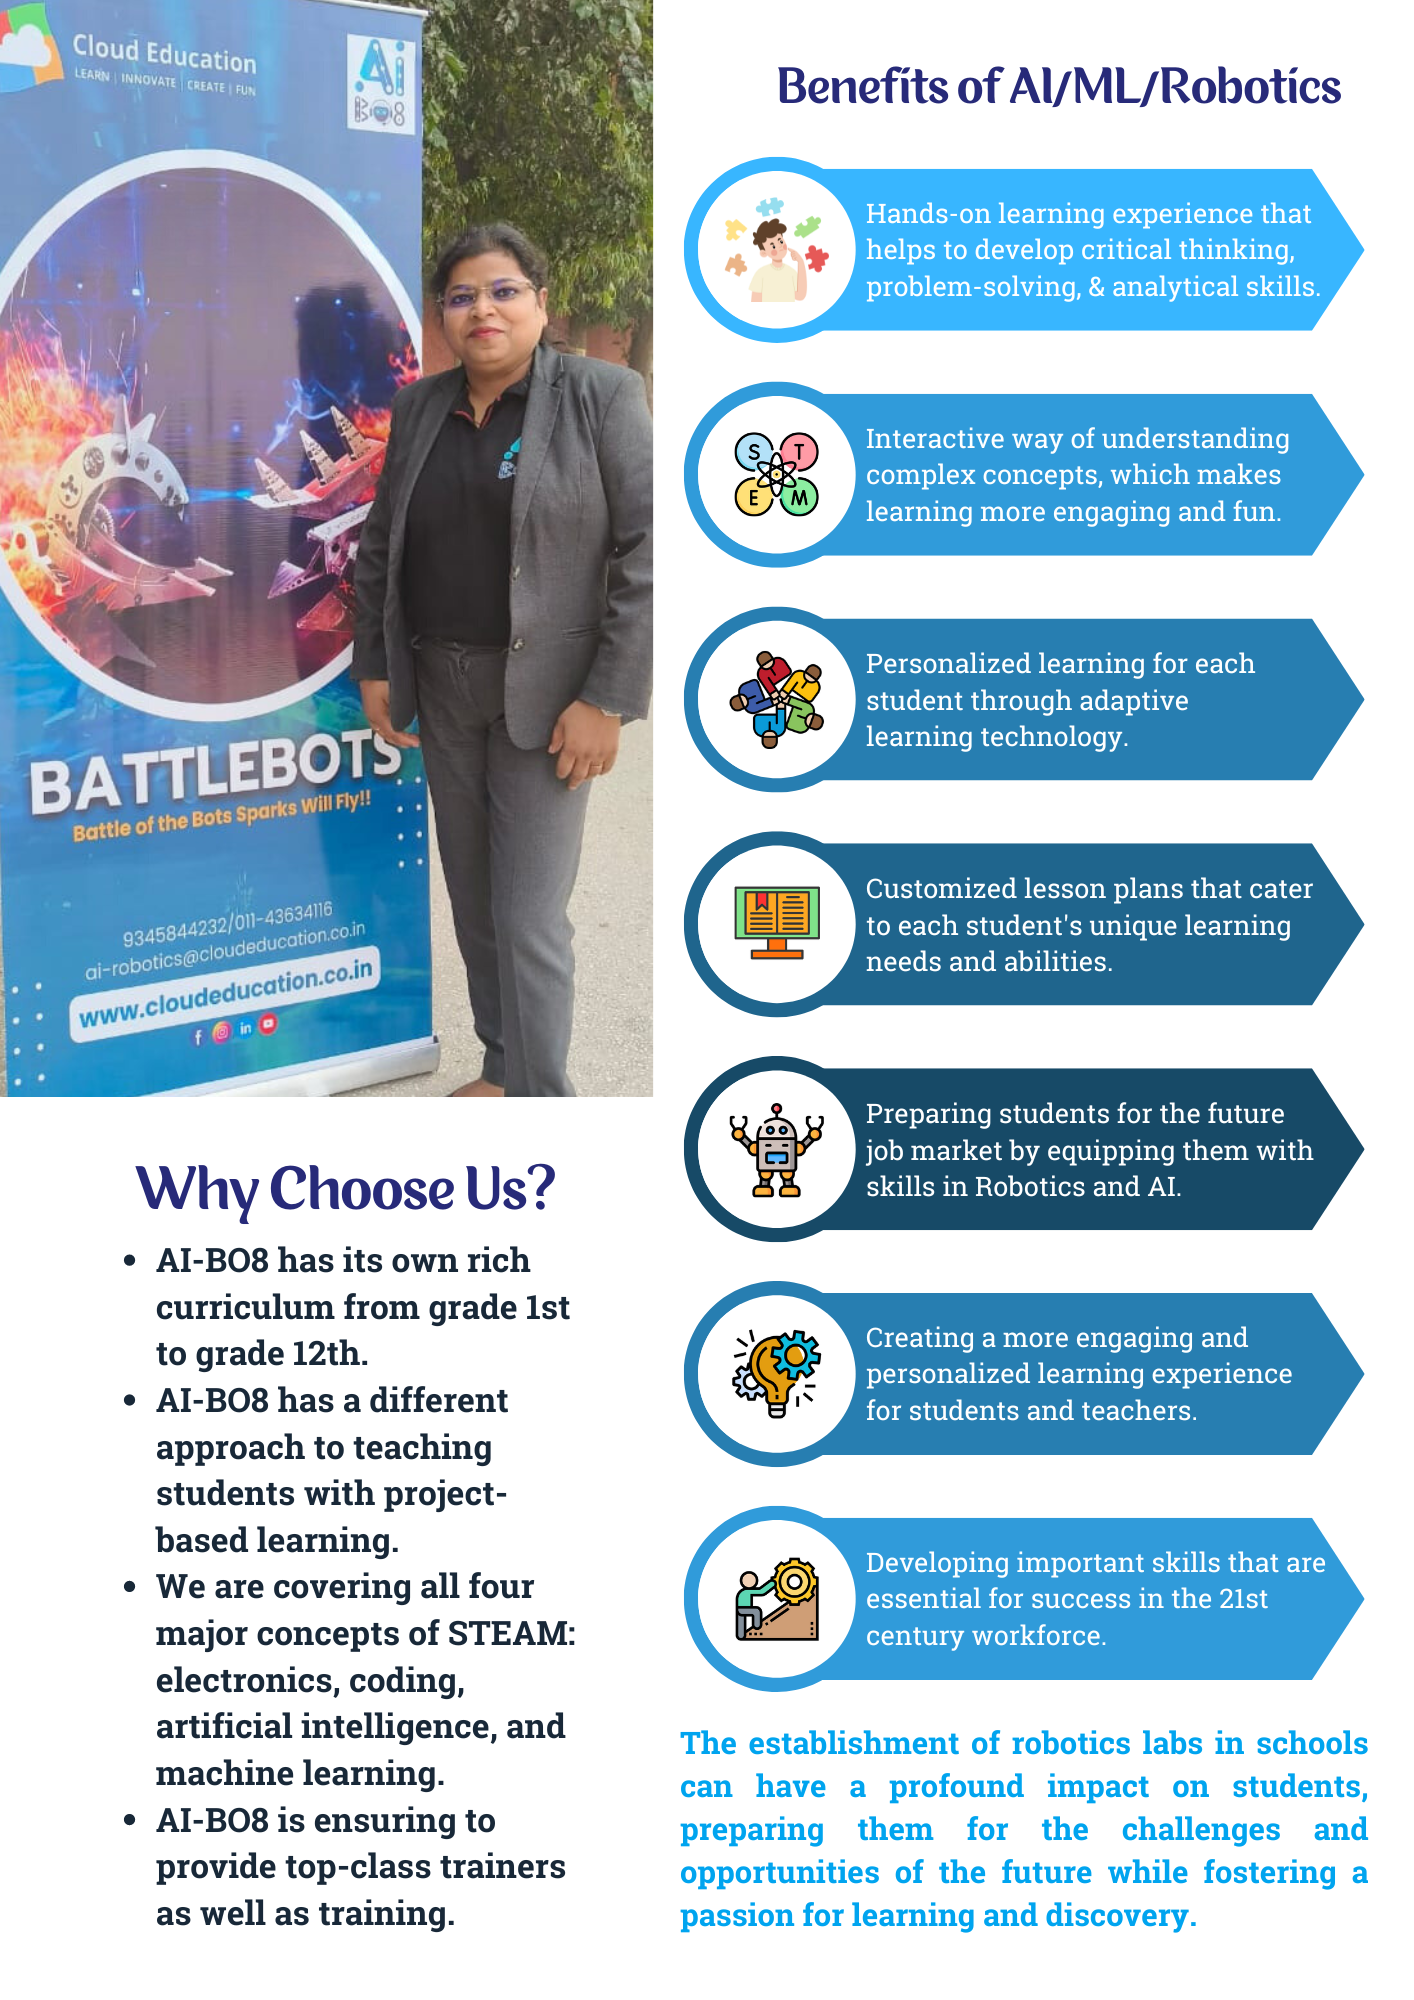 Cloud Education
LEARN | INNOVATE | CREATE | FUN
Ai
BO8
BATTLEBOTS
Battle of the Bots Sparks Will Fly!!
9345844232/011-43634116
ai-robotics@cloudeducation.co.in
www.cloudeducation.co.in
f
in
Why Choose Us?
• AI-BO8 has its own rich
curriculum from grade 1st
to grade 12th.
• AI-BO8 has a different
approach to teaching
students with project-
based learning.
• We are covering all four
major concepts of STEAM:
electronics, coding,
artificial intelligence, and
machine learning.
• AI-BO8 is ensuring to
provide top-class trainers
as well as training.
Benefits of AI/ML/Robotics
Hands-on learning experience that
helps to develop critical thinking,
problem-solving, & analytical skills.
S T
E M
Interactive way of understanding
complex concepts, which makes
learning more engaging and fun.
Personalized learning for each
student through adaptive
learning technology.
Customized lesson plans that cater
to each student's unique learning
needs and abilities.
Preparing students for the future
job market by equipping them with
skills in Robotics and AI.
Creating a more engaging and
personalized learning experience
for students and teachers.
Developing important skills that are
essential for success in the 21st
century workforce.
The establishment of robotics labs in schools
can have a profound impact on students,
preparing them for the challenges and
opportunities of the future while fostering a
passion for learning and discovery.